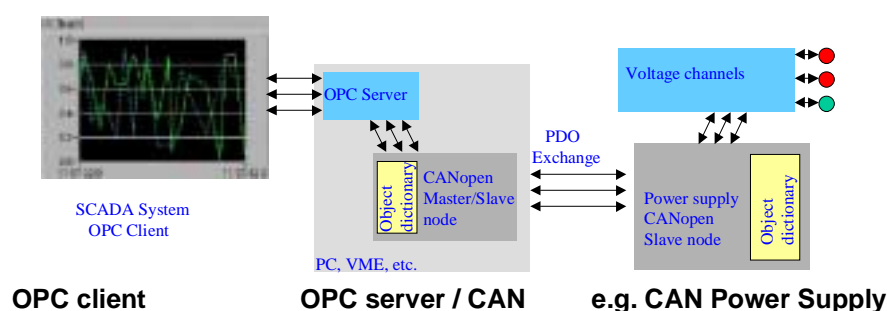 OPC Server
Voltage channels
PDO
Exchange
Object
dictionary
CANopen
Master/Slave
node
Power supply
CANopen
Slave node
Object
dictionary
SCADA System
OPC Client
PC, VME, etc.
OPC client
OPC server / CAN
e.g. CAN Power Supply